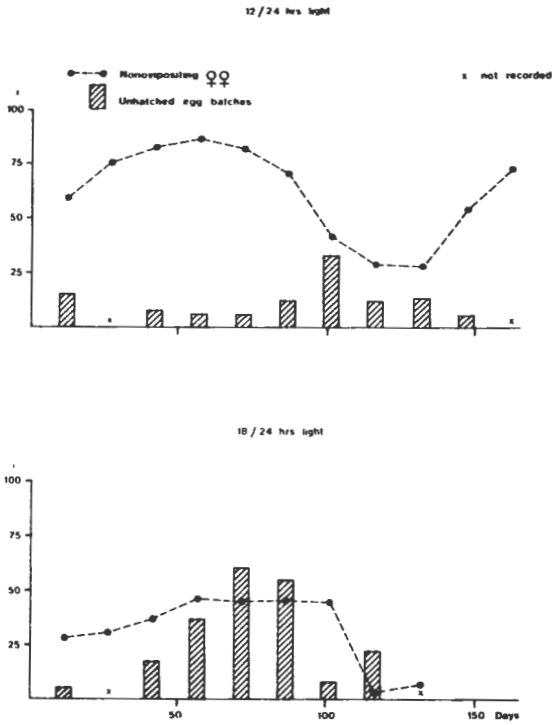 12/24 hrs light
Nonovipositing ♀♀
x not recorded
Unhatched egg batches
100
75
50
25
x
x
18/24 hrs light
100
75
50
25
x
x
50
100
150 Days